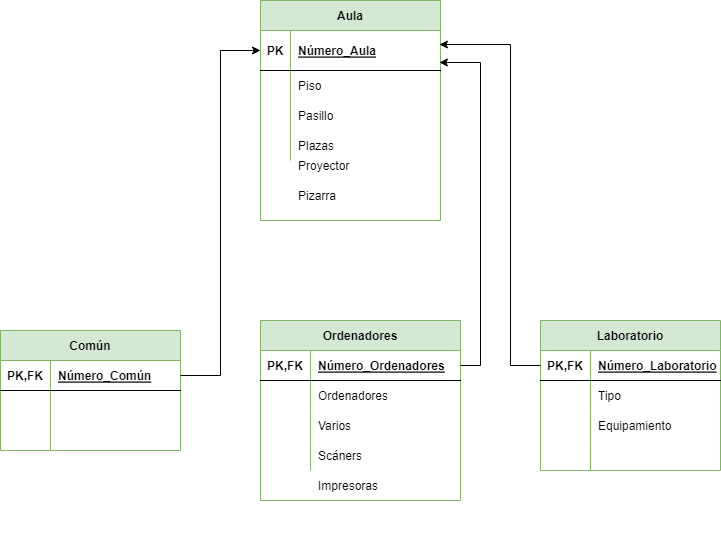 Aula
PK Número_Aula
Piso
Pasillo
Plazas
Proyector
Pizarra
Común
PK,FK Número_Común
Ordenadores
PK,FK Número_Ordenadores
Ordenadores
Varios
Scáners
Impresoras
Laboratorio
PK,FK Número_Laboratorio
Tipo
Equipamiento